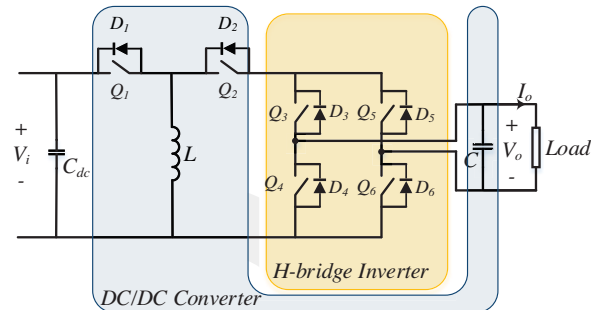 D1 D2
Q1 Q2
Q3 D3 Q5 D5
Io
+
Vi
-
Cdc
L
C
+
Vo
-
Load
Q4 D4 Q6 D6
H-bridge Inverter
DC/DC Converter